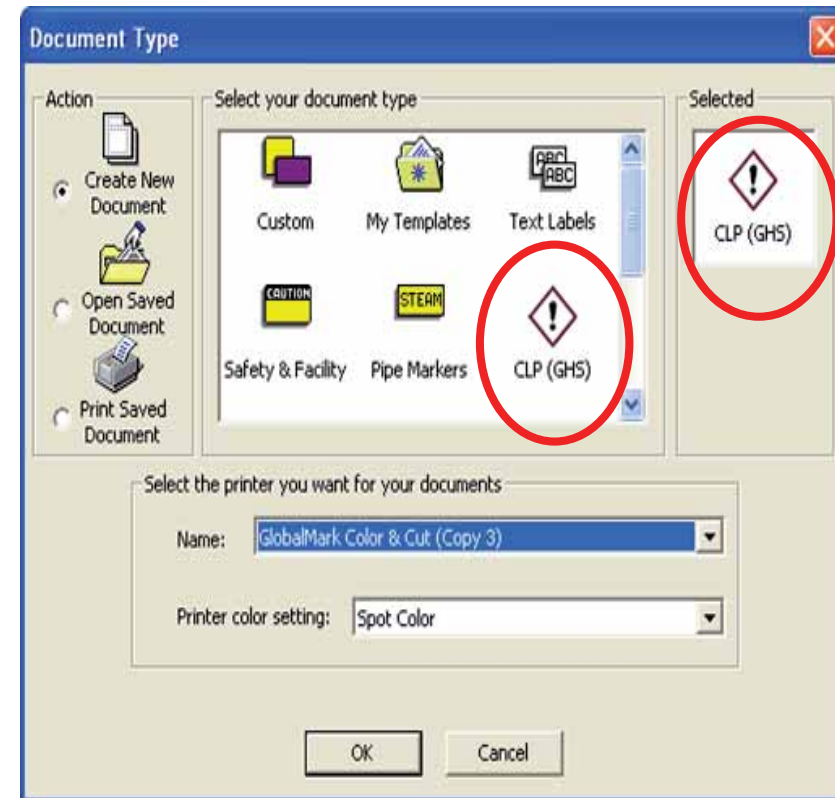 Document Type
Action
Create New
Document
Open Saved
Document
Print Saved
Document
Select your document type
Custom
My Templates
ABC
ABC
Text Labels
CAUTION
Safety & Facility
STEAM
Pipe Markers
!
CLP (GHS)
Selected
!
CLP (GHS)
Select the printer you want for your documents
Name: GlobalMark Color & Cut (Copy 3)
Printer color setting: Spot Color
OK Cancel